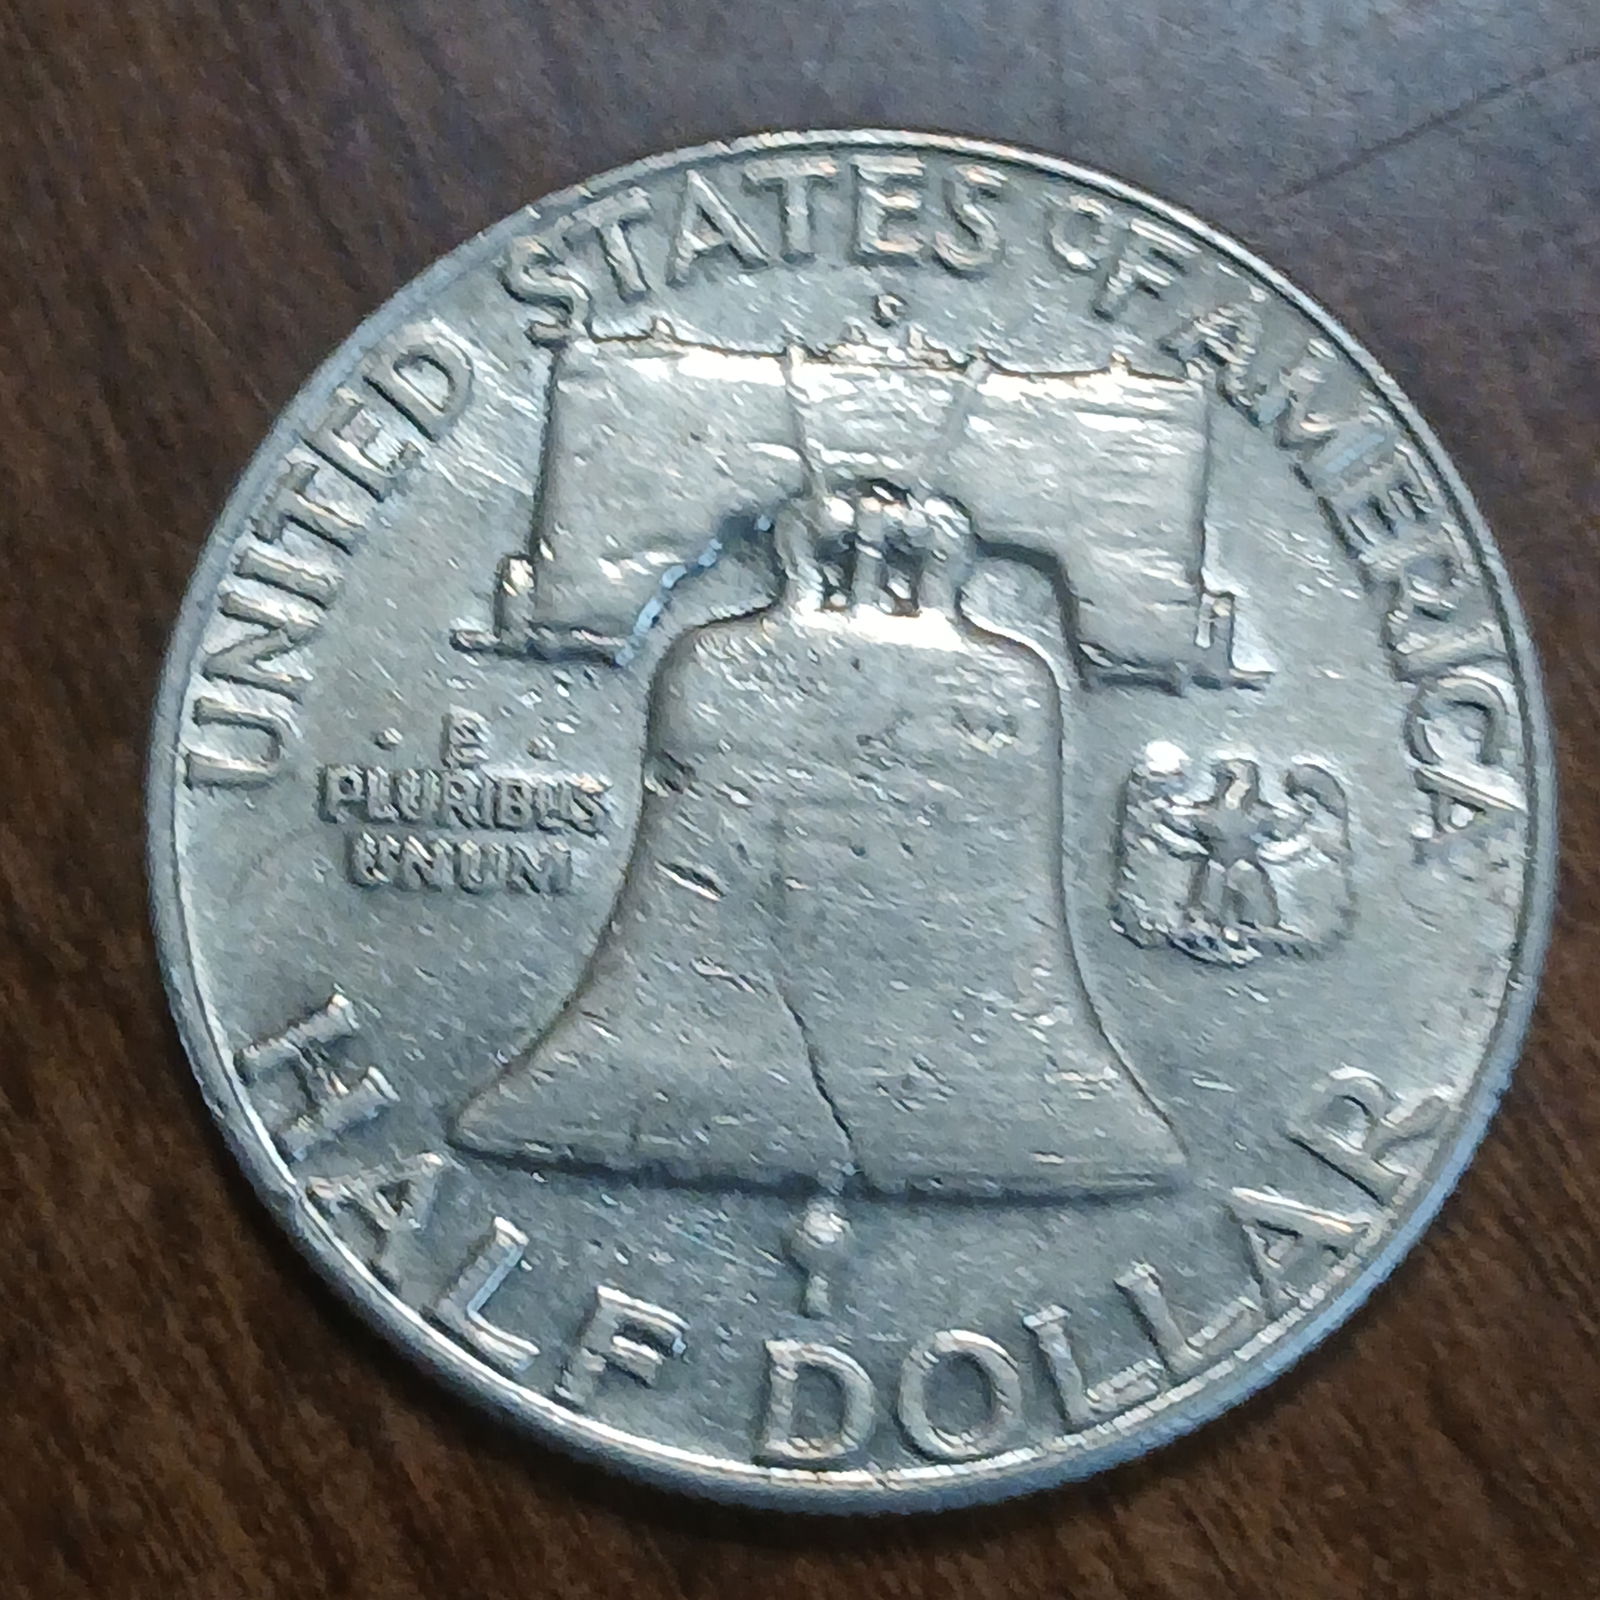 UNITED STATES OF AMERICA
D
·E·
PLURIBUS
UNUM
HALF DOLLAR